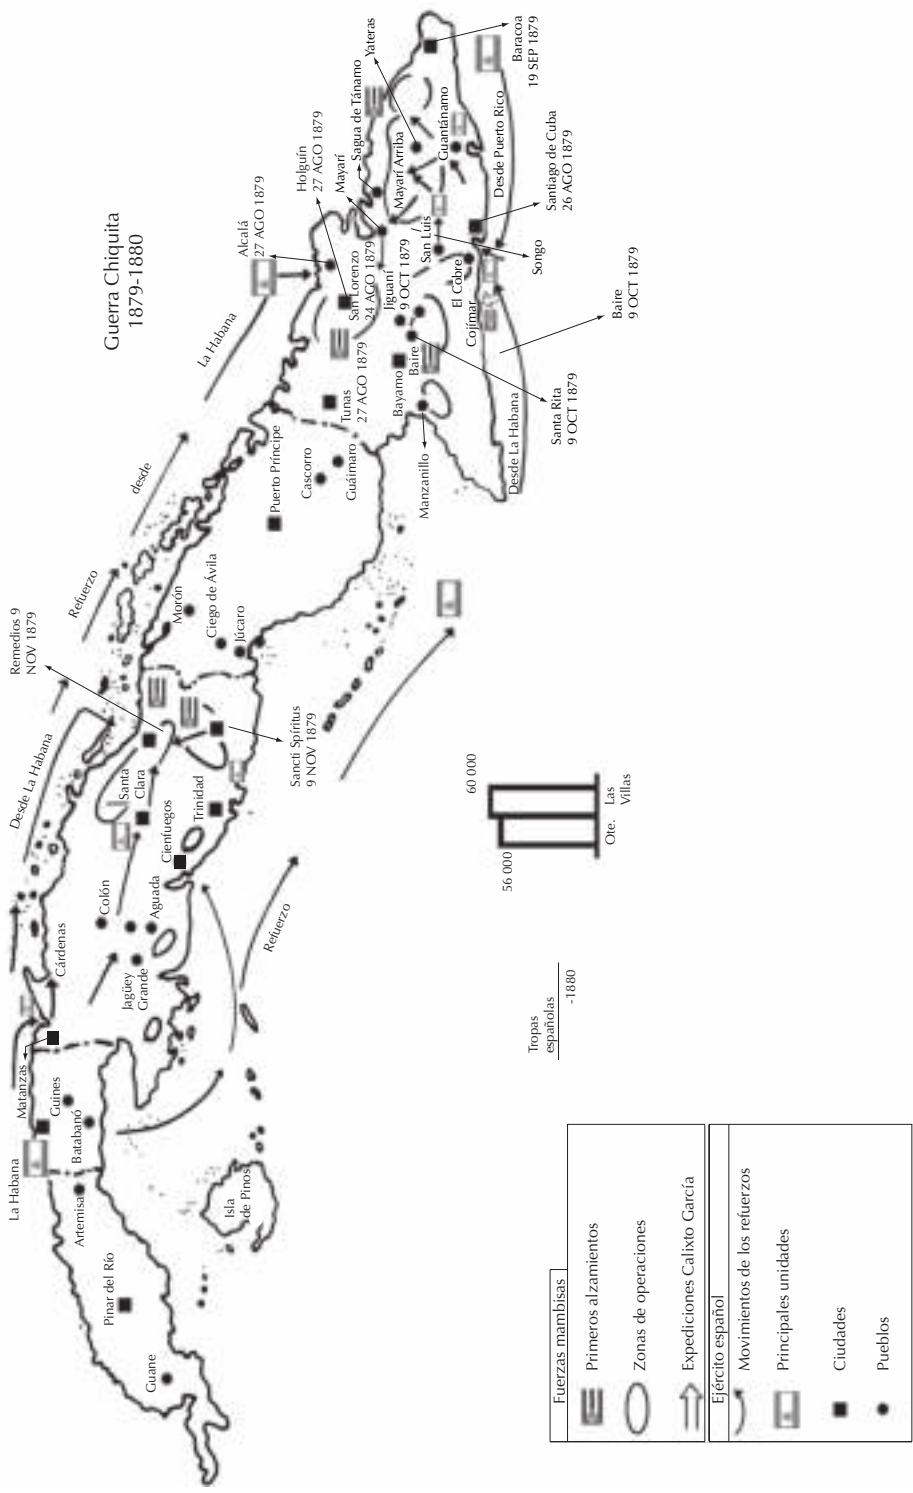 Guerra Chiquita
1879-1880
La Habana
Matanzas
Cárdenas
Desde La Habana
Remedios 9
NOV 1879
Refuerzo
desde
La Habana
Alcalá
27 AGO 1879
Holguín
27 AGO 1879
Mayarí
Sagua de Tánamo
Yateras
Baracoa
19 SEP 1879
Guane
Pinar del Río
Artemisa
Batabanó
Guines
Isla
de Pinos
Jagüey
Grande
Colón
Aguada
Cienfuegos
Santa
Clara
Trinidad
Sancti Spíritus
9 NOV 1879
Morón
Ciego de Ávila
Júcaro
Puerto Príncipe
Cascorro
Guáimaro
Tunas
27 AGO 1879
San Lorenzo
24 AGO 1879
Jiguaní
9 OCT 1879
Bayamo
Baire
Manzanillo
Mayarí Arriba
San Luis
Guantánamo
El Cobre
Cojímar
Songo
Desde Puerto Rico
Santiago de Cuba
26 AGO 1879
Desde La Habana
Santa Rita
9 OCT 1879
Baire
9 OCT 1879
Refuerzo
Tropas
españolas
-1880
56 000
60 000
Ote.
Las
Villas
Fuerzas mambisas
Primeros alzamientos
Zonas de operaciones
Expediciones Calixto García
Ejército español
Movimientos de los refuerzos
Principales unidades
Ciudades
Pueblos